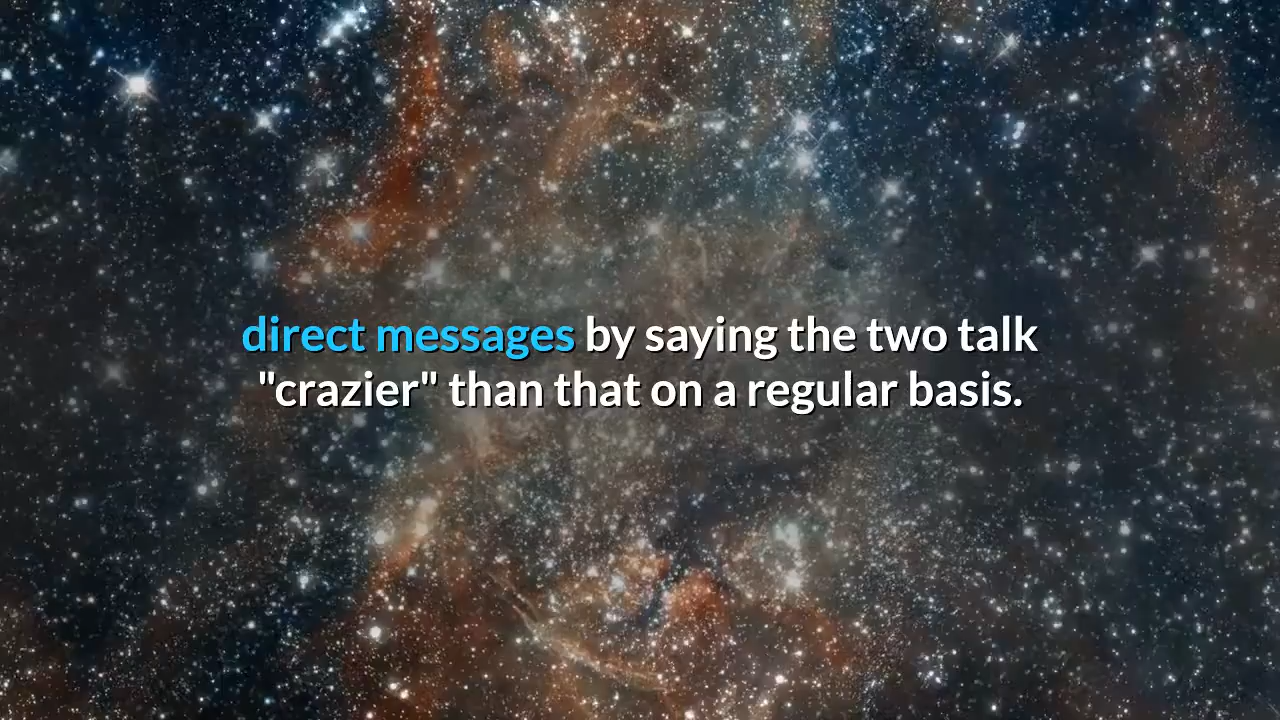 direct messages by saying the two talk
"crazier" than that on a regular basis.